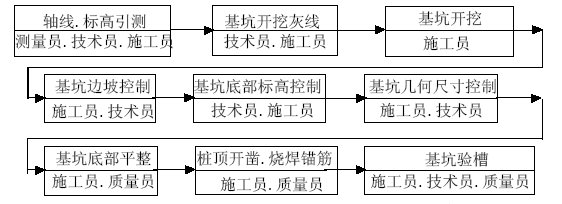 轴线.标高引测
测量员.技术员.施工员
基坑开挖灰线
技术员.施工员
基坑开挖
施工员
基坑边坡控制
施工员.技术员
基坑底部标高控制
技术员.施工员
基坑几何尺寸控制
施工员.技术员
基坑底部平整
施工员.质量员
桩顶开凿.烧焊锚筋
施工员.质量员
基坑验槽
施工员.技术员.质量员